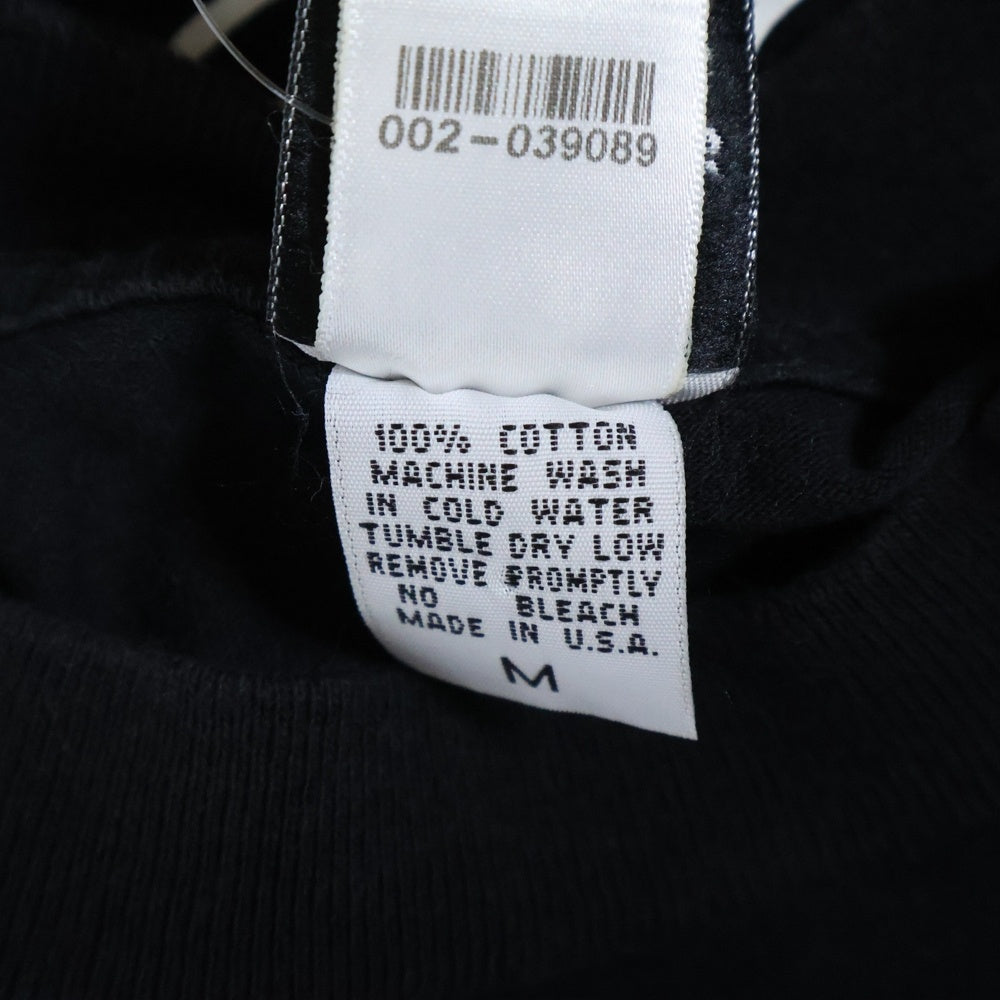 002-039089
100% COTTON
MACHINE WASH
IN COLD WATER
TUMBLE DRY LOW
REMOVE PROMPTLY
NO BLEACH
MADE IN U.S.A.
M